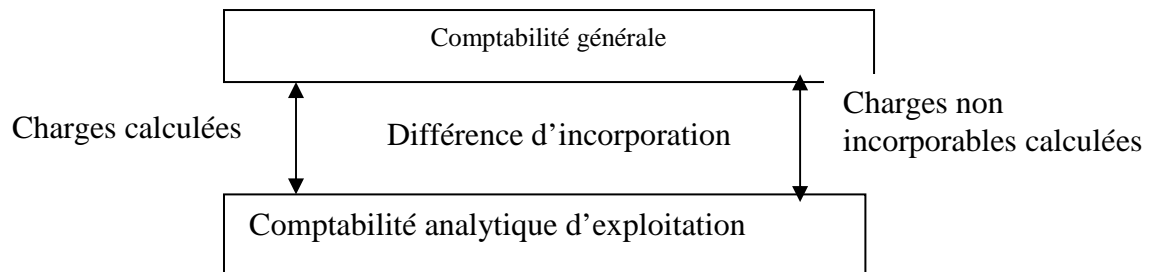 Comptabilité générale
Charges calculées
Différence d’incorporation
Charges non
incorporables calculées
Comptabilité analytique d’exploitation